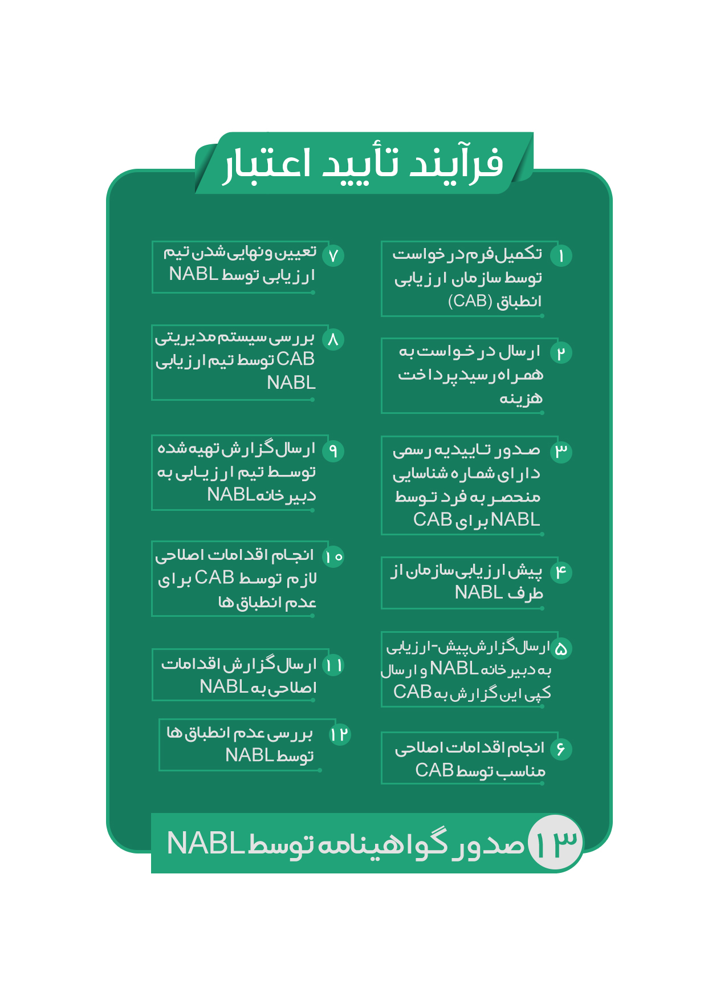 فرآیند تأیید اعتبار
۱
تکمیل فرم درخواست
توسط سازمان ارزیابی
انطباق (CAB)
۲
ارسال درخواست به
همراه رسید پرداخت
هزینه
۳
صدور تاییدیه رسمی
دارای شماره شناسایی
منحصر به فرد توسط
NABL برای CAB
۴
پیش ارزیابی سازمان از
طرف NABL
۵
ارسال گزارش پیش-ارزیابی
به دبیرخانه NABL و ارسال
کپی این گزارش به CAB
۶
انجام اقدامات اصلاحی
مناسب توسط CAB
۷
تعیین و نهایی شدن تیم
ارزیابی توسط NABL
۸
بررسی سیستم مدیریتی
CAB توسط تیم ارزیابی
NABL
۹
ارسال گزارش تهیه شده
توسط تیم ارزیابی به
دبیرخانه NABL
۱۰
انجام اقدامات اصلاحی
لازم توسط CAB برای
عدم انطباق ها
۱۱
ارسال گزارش اقدامات
اصلاحی به NABL
۱۲
بررسی عدم انطباق ها
توسط NABL
۱۳
صدور گواهینامه توسط NABL